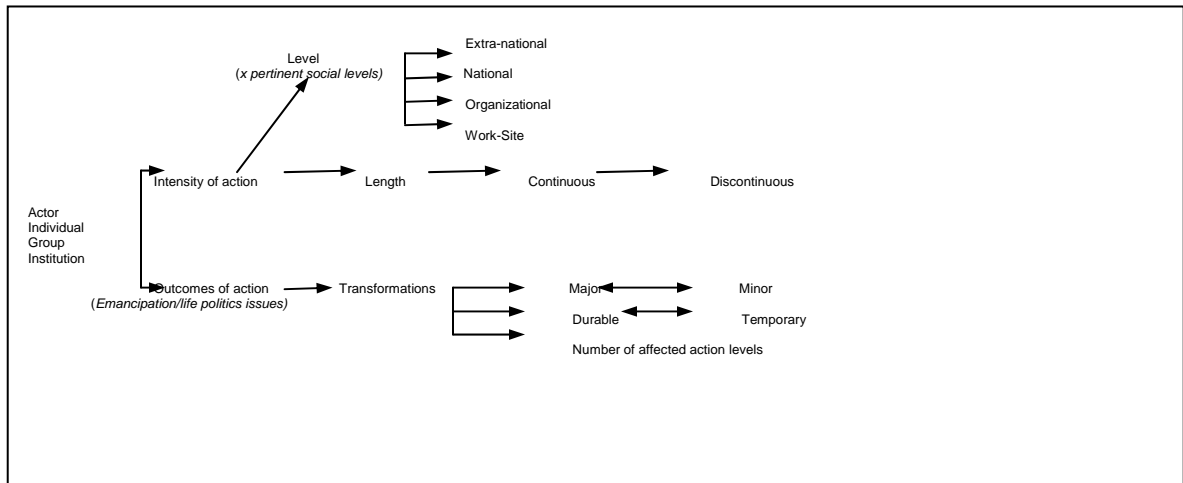 Extra-national
Level
(x pertinent social levels)
National
Organizational
Work-Site
Intensity of action
Length
Continuous
Discontinuous
Actor
Individual
Group
Institution
Outcomes of action
(Emancipation/life politics issues)
Transformations
Major
Minor
Durable
Temporary
Number of affected action levels